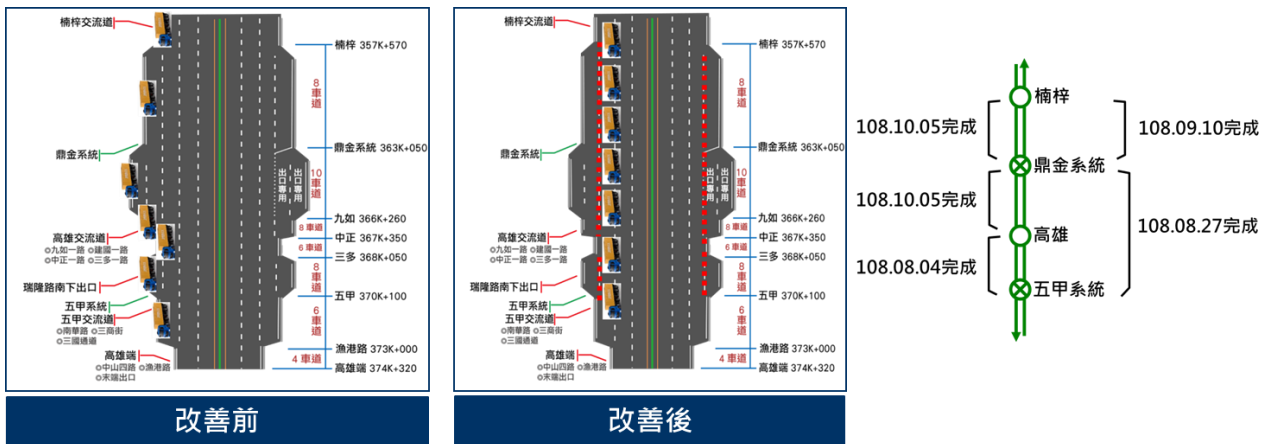 楠梓交流道
鼎金系統
高雄交流道
◎九如一路 ◎建國一路
◎中正一路 ◎三多一路
瑞隆路南下出口
五甲系統
五甲交流道
◎南華路 ◎三商街
◎三國通道
高雄端
◎中山四路 ◎漁港路
◎末端出口
出口專用
出口專用
楠梓 357K+570
8車道
鼎金系統 363K+050
10車道
九如 366K+260
8 車道
中正 367K+350
6 車道
三多 368K+050
8車道
五甲 370K+100
6車道
漁港路 373K+000
4 車道
高雄端 374K+320
改善前
楠梓交流道
鼎金系統
高雄交流道
◎九如一路 ◎建國一路
◎中正一路 ◎三多一路
瑞隆路南下出口
五甲系統
五甲交流道
◎南華路 ◎三商街
◎三國通道
高雄端
◎中山四路 ◎漁港路
◎末端出口
出口專用
出口專用
楠梓 357K+570
8車道
鼎金系統 363K+050
10車道
九如 366K+260
8 車道
中正 367K+350
6 車道
三多 368K+050
8車道
五甲 370K+100
6車道
漁港路 373K+000
4 車道
高雄端 374K+320
改善後
楠梓
108.10.05完成
108.09.10完成
鼎金系統
108.10.05完成
108.08.27完成
高雄
108.08.04完成
五甲系統